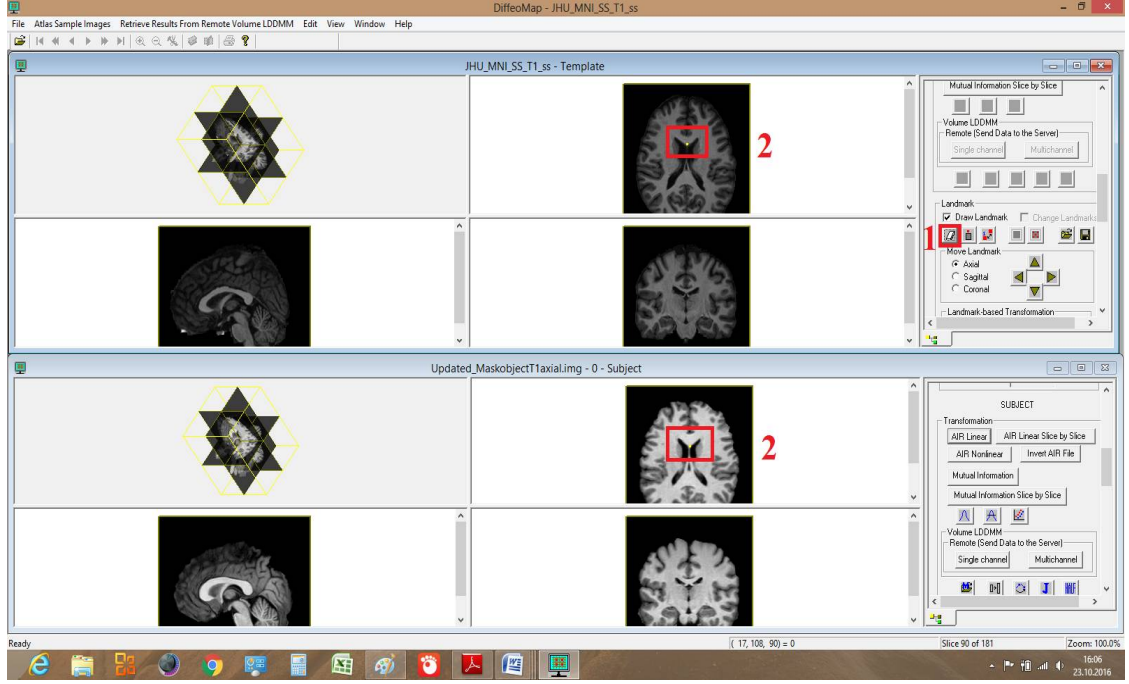 DiffeoMap - JHU_MNI_SS_T1_ss
File Atlas Sample Images Retrieve Results From Remote Volume LDDMM Edit View Window Help
JHU_MNI_SS_T1_ss - Template
Mutual Information Slice by Slice
Volume LDDMM
Remote (Send Data to the Server)
Single channel Multichannel
2
Landmark
Draw Landmark Change Landmarks
1
Move Landmark
Axial
Sagittal
Coronal
Landmark-based Transformation
Updated_MaskobjectT1axial.img - 0 - Subject
SUBJECT
Transformation
AIR Linear AIR Linear Slice by Slice
2
AIR Nonlinear Invert AIR File
Mutual Information
Mutual Information Slice by Slice
Volume LDDMM
Remote (Send Data to the Server)
Single channel Multichannel
J
Ready ( 17, 108, 90) = 0 Slice 90 of 181 Zoom: 100.0%
16:06
23.10.2016